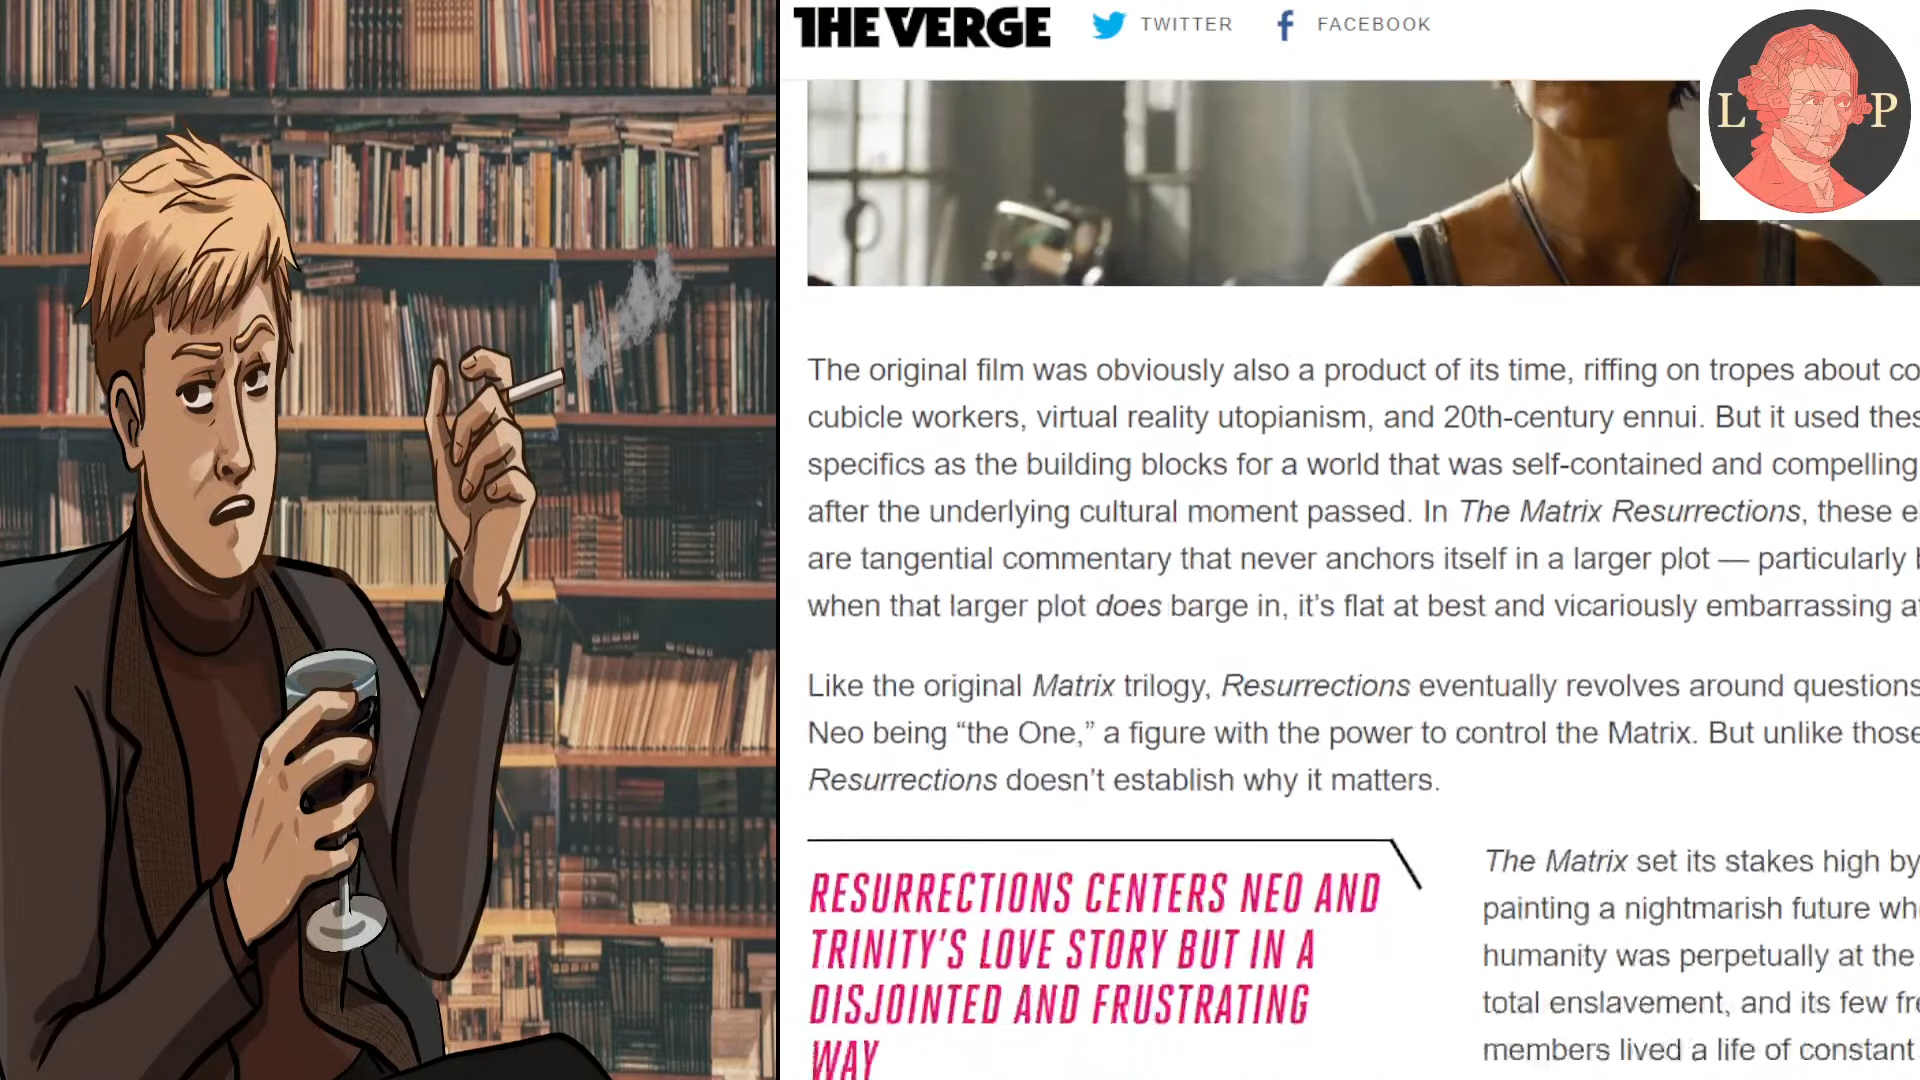 THE VERGE
TWITTER
FACEBOOK
L P
The original film was obviously also a product of its time, riffing on tropes about co
cubicle workers, virtual reality utopianism, and 20th-century ennui. But it used thes
specifics as the building blocks for a world that was self-contained and compelling
after the underlying cultural moment passed. In The Matrix Resurrections, these e
are tangential commentary that never anchors itself in a larger plot — particularly b
when that larger plot does barge in, it’s flat at best and vicariously embarrassing a
Like the original Matrix trilogy, Resurrections eventually revolves around questions
Neo being “the One,” a figure with the power to control the Matrix. But unlike those
Resurrections doesn’t establish why it matters.
RESURRECTIONS CENTERS NEO AND
TRINITY’S LOVE STORY BUT IN A
DISJOINTED AND FRUSTRATING
WAY
The Matrix set its stakes high by
painting a nightmarish future wh
humanity was perpetually at the
total enslavement, and its few fr
members lived a life of constant